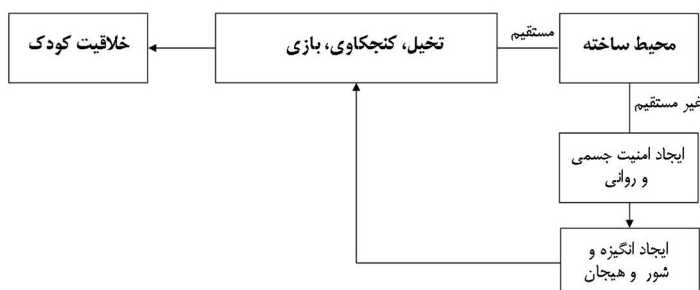 محیط ساخته
مستقیم
تخیل، کنجکاوی، بازی
خلاقیت کودک
غیر مستقیم
ایجاد امنیت جسمی
و روانی
ایجاد انگیزه و
شور و هیجان